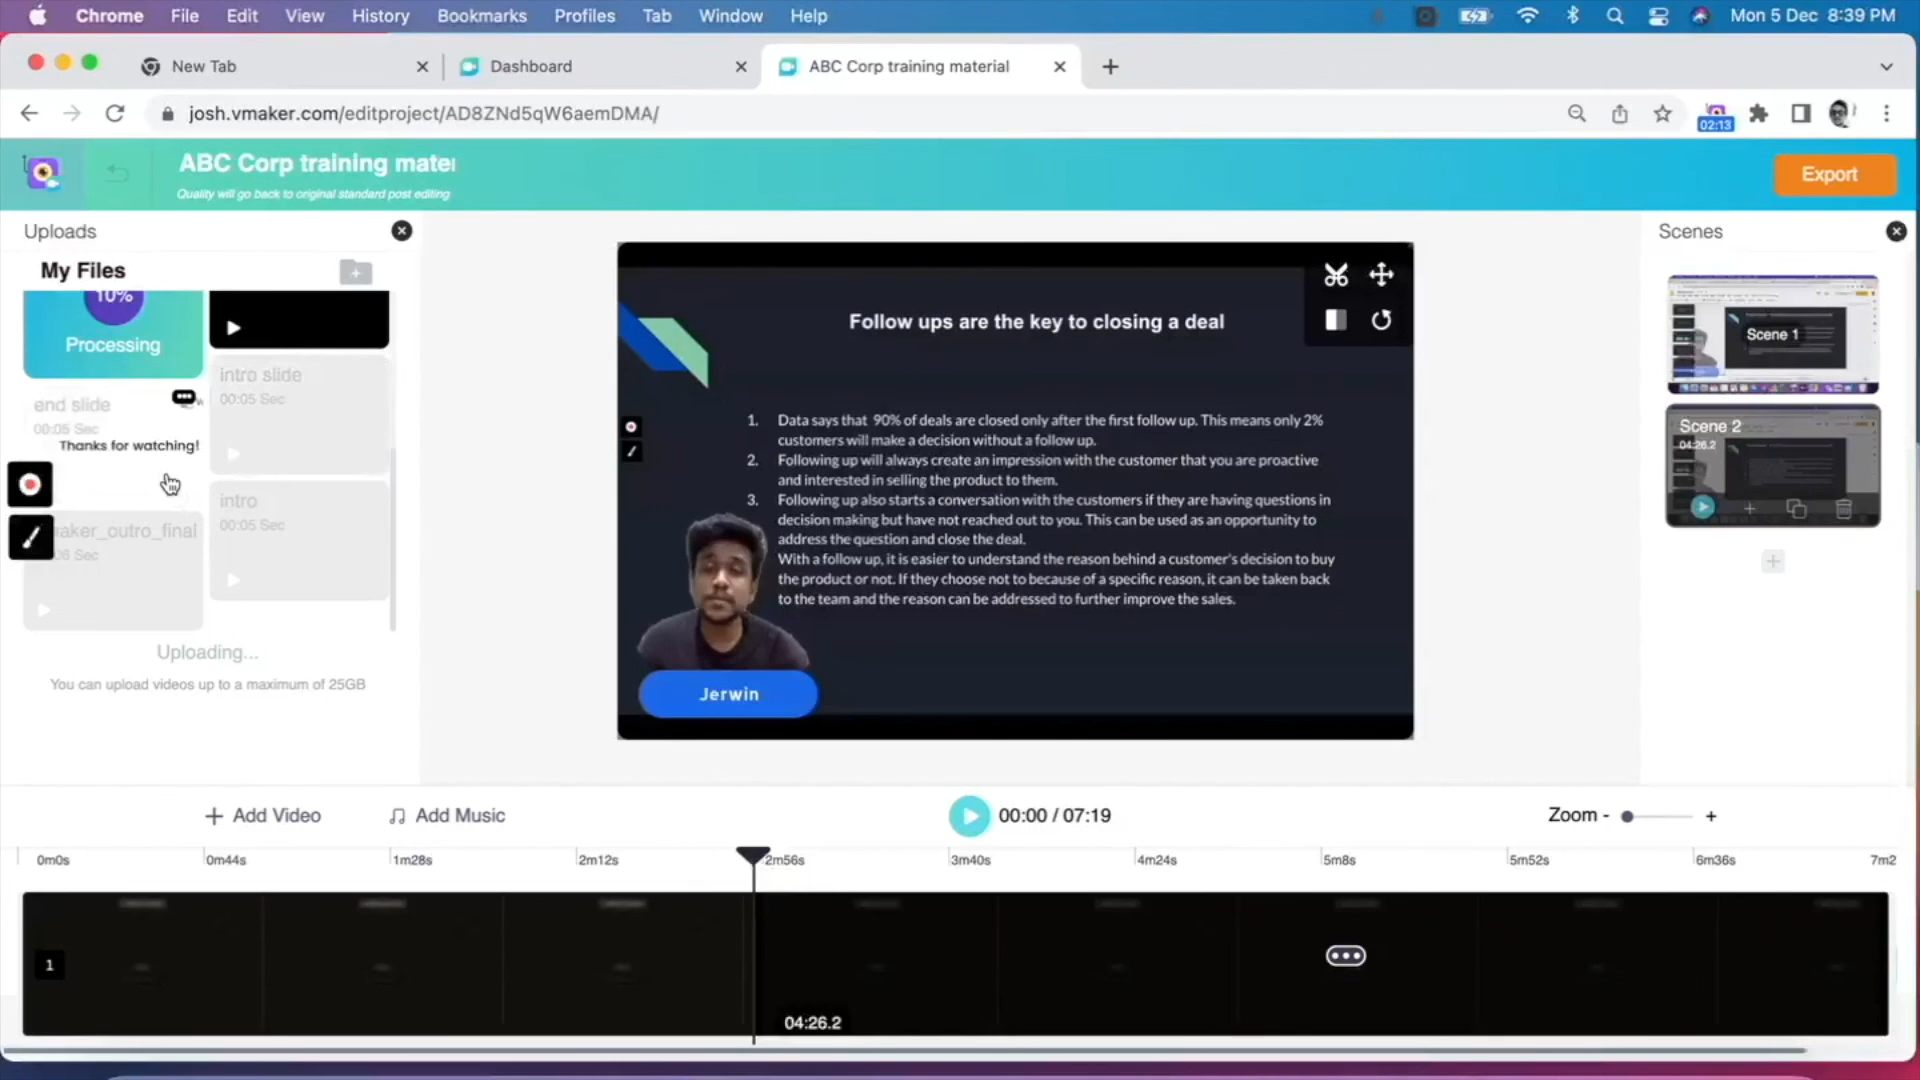 Chrome File Edit View History Bookmarks Profiles Tab Window Help
Mon 5 Dec 8:39 PM
New Tab
Dashboard
ABC Corp training material
josh.vmaker.com/editproject/AD8ZNd5qW6aemDMA/
02:13
ABC Corp training mater
Quality will go back to original standard post editing
Export
Uploads
My Files
10%
Processing
end slide
00:05 Sec
Thanks for watching!
intro slide
00:05 Sec
intro
00:05 Sec
aker_outro_final
06 Sec
Uploading...
You can upload videos up to a maximum of 25GB
Follow ups are the key to closing a deal
1. Data says that 90% of deals are closed only after the first follow up. This means only 2%
customers will make a decision without a follow up.
2. Following up will always create an impression with the customer that you are proactive
and interested in selling the product to them.
3. Following up also starts a conversation with the customers if they are having questions in
decision making but have not reached out to you. This can be used as an opportunity to
address the question and close the deal.
With a follow up, it is easier to understand the reason behind a customer's decision to buy
the product or not. If they choose not to because of a specific reason, it can be taken back
to the team and the reason can be addressed to further improve the sales.
Jerwin
Scenes
Scene 1
Scene 2
04:26.2
+ Add Video
Add Music
00:00 / 07:19
Zoom - +
0m0s 0m44s 1m28s 2m12s 2m56s 3m40s 4m24s 5m8s 5m52s 6m36s 7m2
1
04:26.2